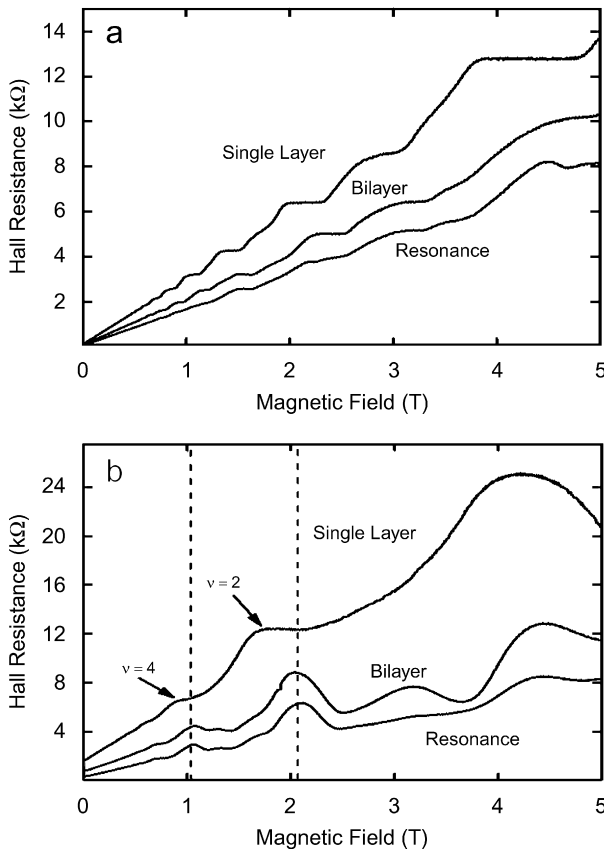 a
14
12
10
8
6
4
2
Hall Resistance (kΩ)
Single Layer
Bilayer
Resonance
0 1 2 3 4 5
Magnetic Field (T)
b
24
20
16
12
8
4
Hall Resistance (kΩ)
Single Layer
ν = 2
ν = 4
Bilayer
Resonance
0 1 2 3 4 5
Magnetic Field (T)